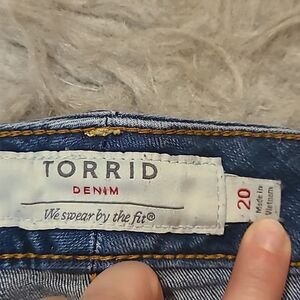 TORRID
DENIM
We swear by the fit®
20
Made in
Vietnam